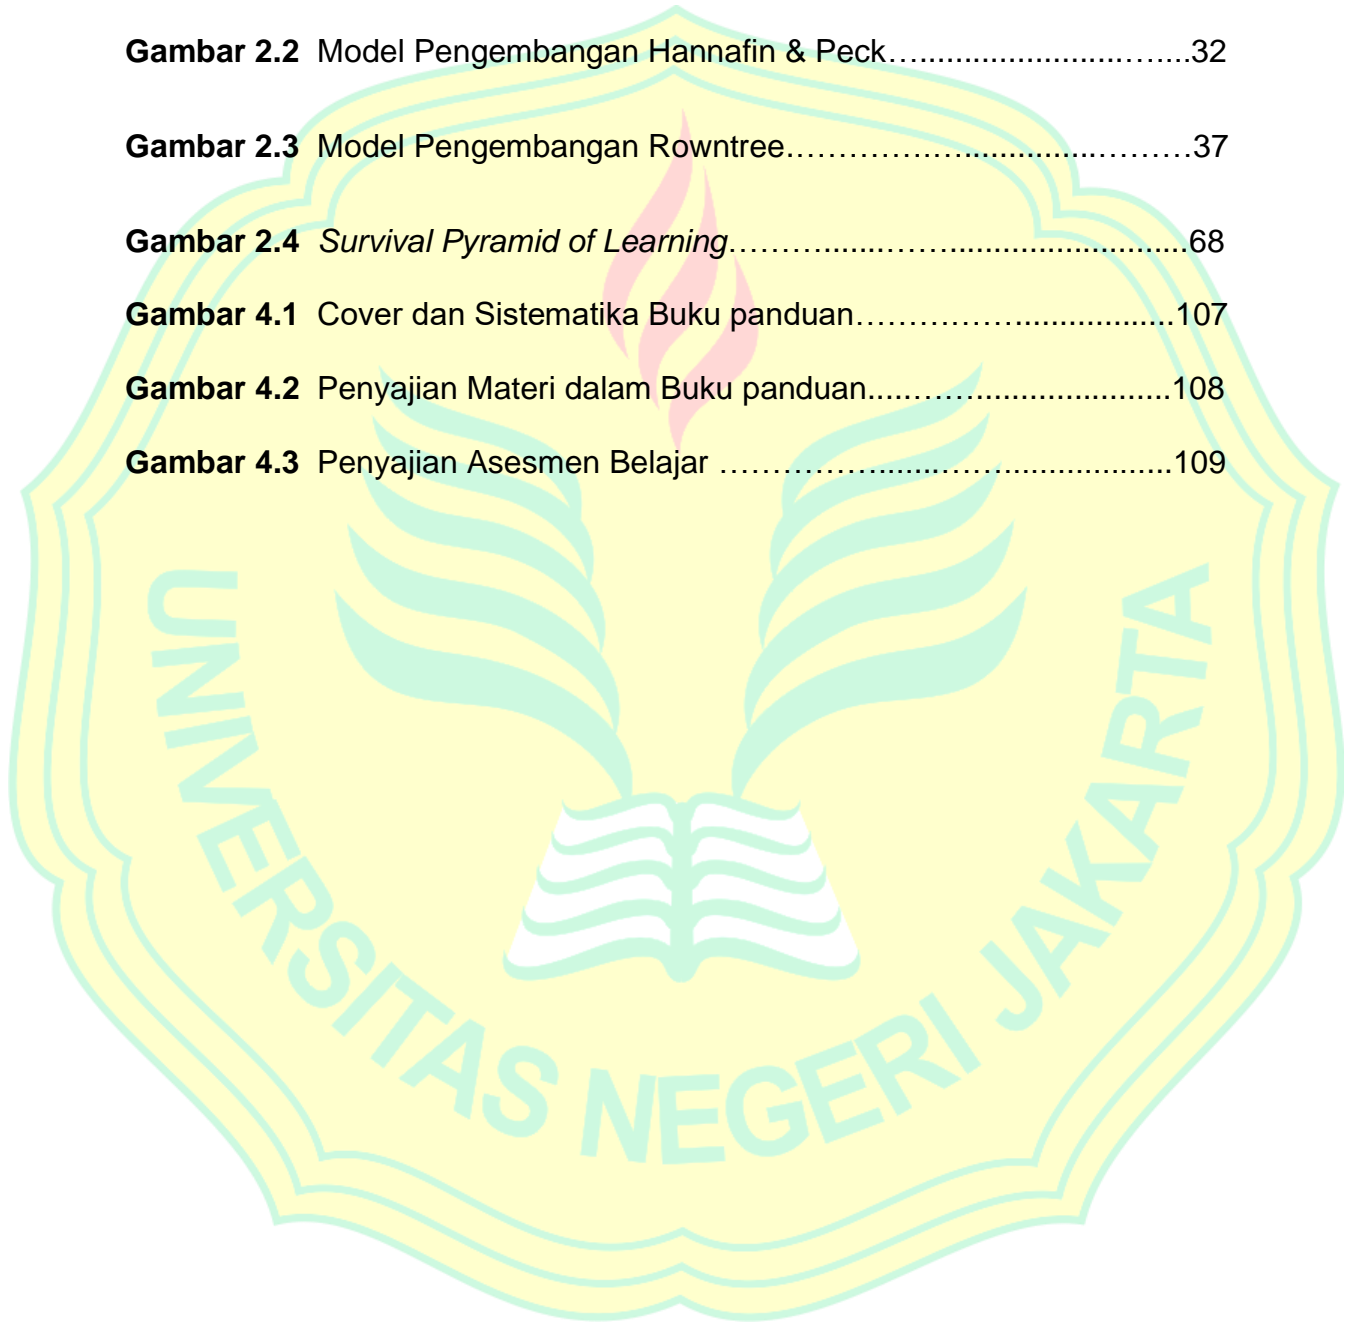 Gambar 2.2 Model Pengembangan Hannafin & Peck…..........................…....32
Gambar 2.3 Model Pengembangan Rowntree.……………….…...............………37
Gambar 2.4 Survival Pyramid of Learning.………......………..........................68
Gambar 4.1 Cover dan Sistematika Buku panduan……………..................107
Gambar 4.2 Penyajian Materi dalam Buku panduan.....……......................108
Gambar 4.3 Penyajian Asesmen Belajar ……………........……...................109
UNIVERSITAS NEGERI JAKARTA